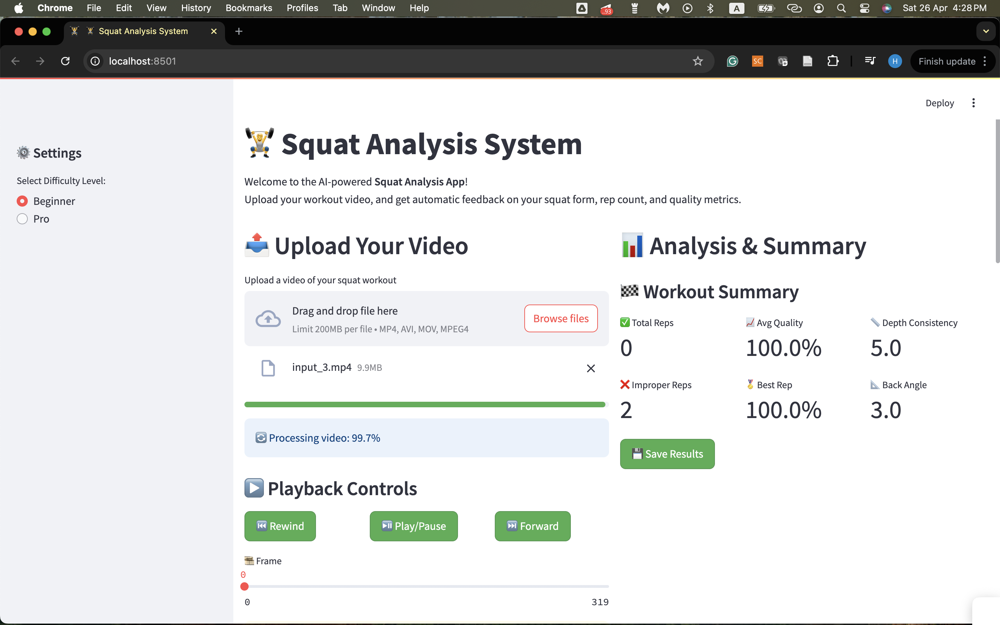 Chrome File Edit View History Bookmarks Profiles Tab Window Help
..93
A
Sat 26 Apr 4:28 PM
Squat Analysis System
localhost:8501
SC
H
Finish update
Deploy
Settings
Select Difficulty Level:
Beginner
Pro
Squat Analysis System
Welcome to the AI-powered Squat Analysis App!
Upload your workout video, and get automatic feedback on your squat form, rep count, and quality metrics.
Upload Your Video
Upload a video of your squat workout
Drag and drop file here
Limit 200MB per file • MP4, AVI, MOV, MPEG4
Browse files
input_3.mp4 9.9MB
Processing video: 99.7%
Playback Controls
Rewind
Play/Pause
Forward
Frame
0
0
319
Analysis & Summary
Workout Summary
Total Reps
0
Avg Quality
100.0%
Depth Consistency
5.0
Improper Reps
2
Best Rep
100.0%
Back Angle
3.0
Save Results